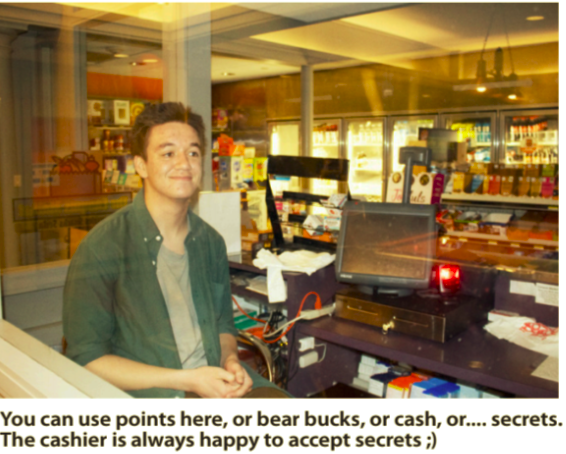 You can use points here, or bear bucks, or cash, or.... secrets.
The cashier is always happy to accept secrets ;)